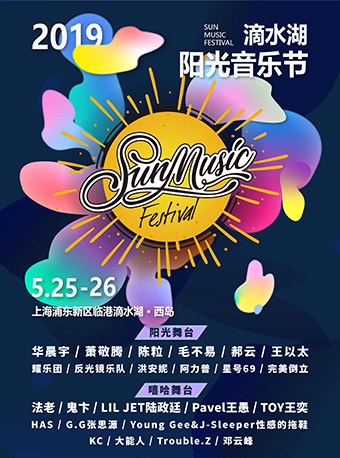 2019
SUN
MUSIC
FESTIVAL
滴水湖
阳光音乐节
Sun Music
Festival
5.25-26
上海浦东新区临港滴水湖·西岛
阳光舞台
华晨宇 / 萧敬腾 / 陈粒 / 毛不易 / 郝云 / 王以太
耀乐团 / 反光镜乐队 / 洪安妮 / 阿力普 / 星号69 / 完美倒立
嘻哈舞台
法老 / 鬼卞 / LIL JET陆政廷 / Pavel王愚 / TOY王奕
HAS / G.G张思源 / Young Gee&J-Sleeper性感的拖鞋
KC / 大能人 / Trouble.Z / 邓云峰